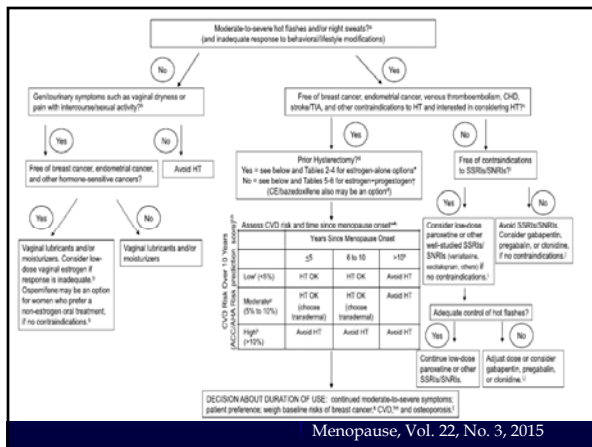 Moderate-to-severe hot flashes and/or night sweats?
(and inadequate response to behavioral/lifestyle modifications)
No
Yes
Genitourinary symptoms such as vaginal dryness or
pain with intercourse/sexual activity?
Free of breast cancer, endometrial cancer, venous thromboembolism, CHD,
stroke/TIA, and other contraindications to HT and interested in considering HT?
Yes
No
Free of breast cancer, endometrial cancer,
and other hormone-sensitive cancers?
Avoid HT
Yes
No
Vaginal lubricants and/or
moisturizers. Consider low-
dose vaginal estrogen if
response is inadequate.
Ospemifene may be an option
for women who prefer a
non-estrogen oral treatment,
if no contraindications.
Vaginal lubricants and/or
moisturizers
Yes
No
Prior Hysterectomy?
Yes = see below and Tables 2-4 for estrogen-alone options*
No = see below and Tables 5-6 for estrogen+progestogen†
(CE/bazedoxifene also may be an option)
Assess CVD risk and time since menopause onset
CVD Risk Over 10 Years
(ACC/AHA Risk prediction score)
Years Since Menopause Onset
≤5 6 to 10 >10
Low (<5%) HT OK HT OK Avoid HT
Moderate
(5% to 10%)
HT OK
(choose
transdermal)
HT OK
(choose
transdermal)
Avoid HT
High
(>10%)
Avoid HT Avoid HT Avoid HT
Free of contraindications
to SSRIs/SNRIs?
Yes
No
Consider low-dose
paroxetine or other
well-studied SSRIs/
SNRIs (venlafaxine,
escitalopram, others) if
no contraindications.
Avoid SSRIs/SNRIs.
Consider gabapentin,
pregabalin, or clonidine,
if no contraindications.
Adequate control of hot flashes?
Yes
No
Continue low-dose
paroxetine or other
SSRIs/SNRIs.
Adjust dose or consider
gabapentin, pregabalin,
or clonidine.
DECISION ABOUT DURATION OF USE: continued moderate-to-severe symptoms;
patient preference; weigh baseline risks of breast cancer, CVD, and osteoporosis.
Menopause, Vol. 22, No. 3, 2015